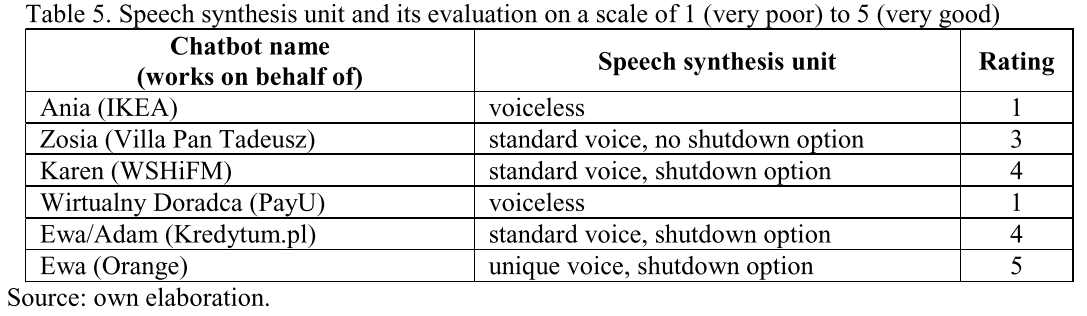 Table 5. Speech synthesis unit and its evaluation on a scale of 1 (very poor) to 5 (very good)
Chatbot name
(works on behalf of) Speech synthesis unit Rating
Ania (IKEA) voiceless 1
Zosia (Villa Pan Tadeusz) standard voice, no shutdown option 3
Karen (WSHiFM) standard voice, shutdown option 4
Wirtualny Doradca (PayU) voiceless 1
Ewa/Adam (Kredytum.pl) standard voice, shutdown option 4
Ewa (Orange) unique voice, shutdown option 5
Source: own elaboration.